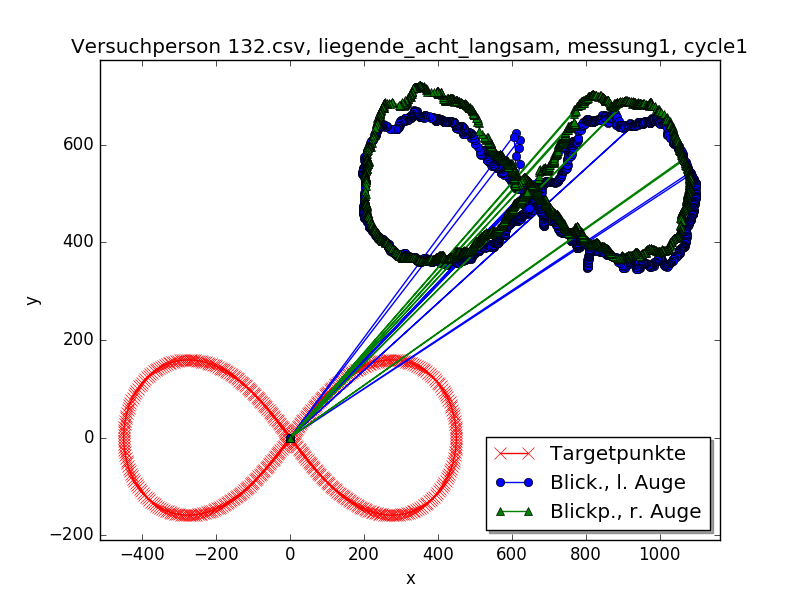 Versuchperson 132.csv, liegende_acht_langsam, messung1, cycle1
600
400
200
0
−200
y
−400 −200 0 200 400 600 800 1000
x
Targetpunkte
Blick., l. Auge
Blickp., r. Auge